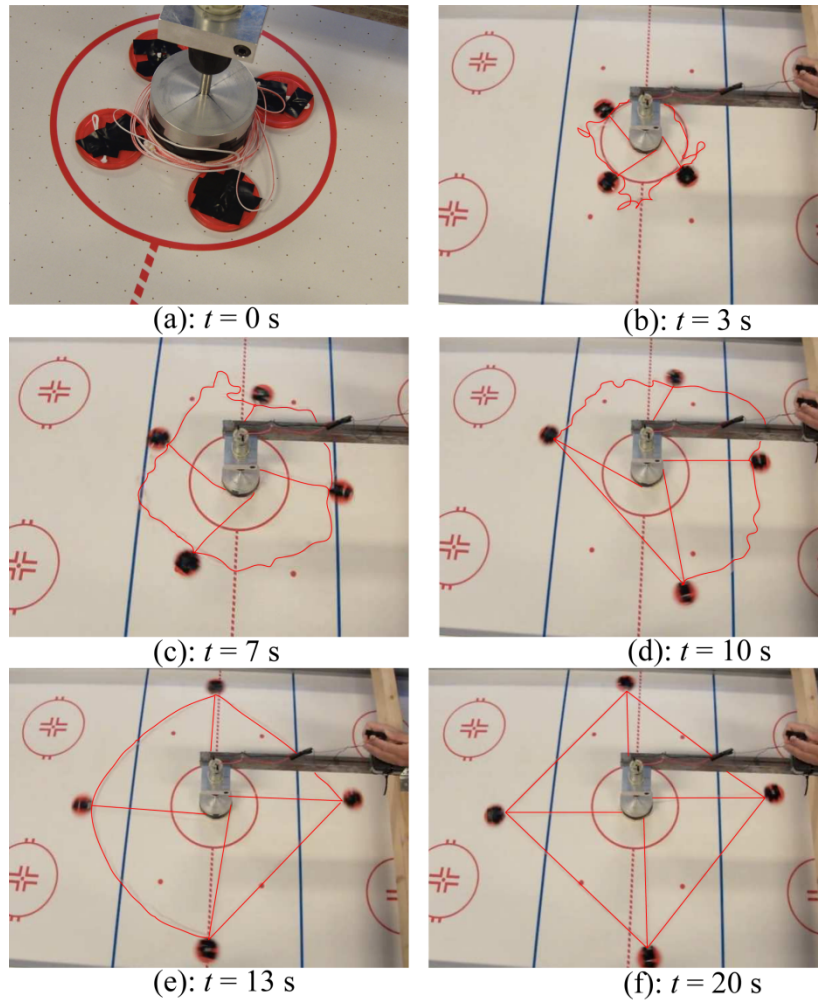 (a): t = 0 s
(b): t = 3 s
(c): t = 7 s
(d): t = 10 s
(e): t = 13 s
(f): t = 20 s